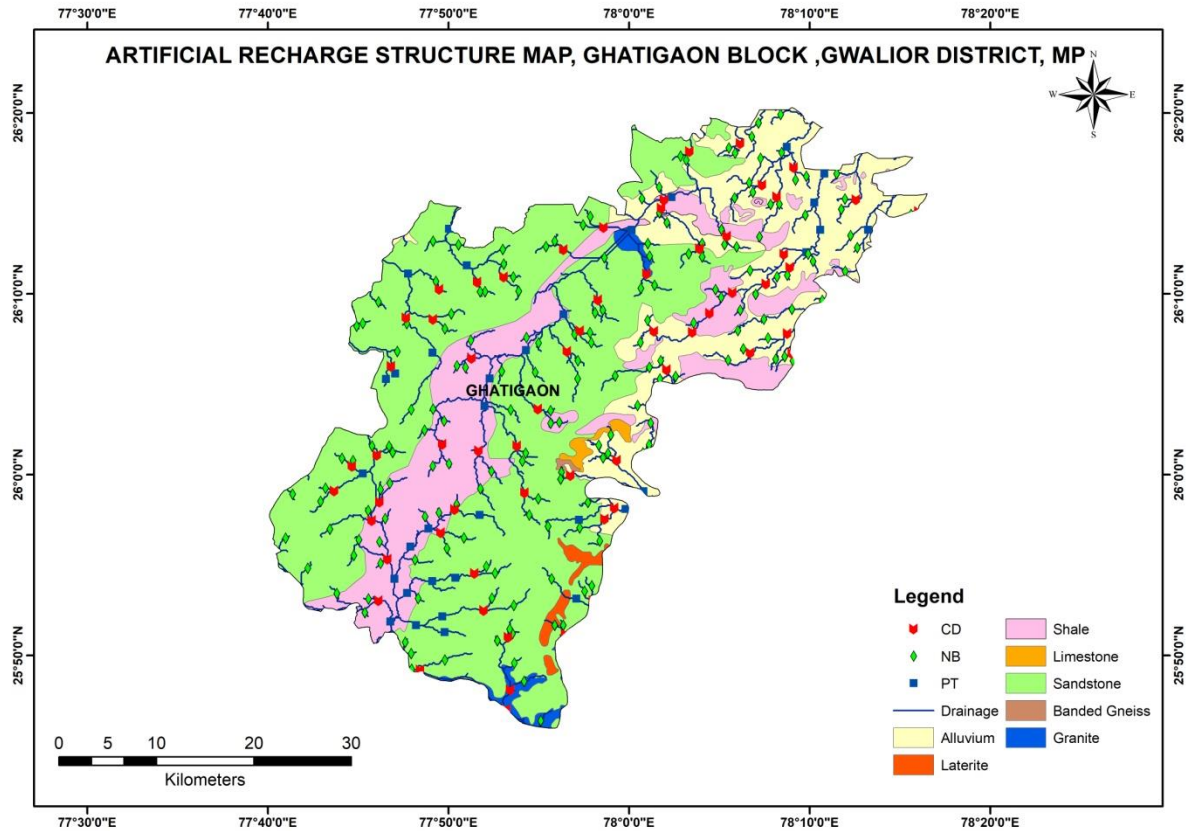 77°30'0"E 77°40'0"E 77°50'0"E 78°0'0"E 78°10'0"E 78°20'0"E
ARTIFICIAL RECHARGE STRUCTURE MAP, GHATIGAON BLOCK ,GWALIOR DISTRICT, MP
N
W E
S
26°20'0"N 26°20'0"N
26°10'0"N 26°10'0"N
GHATIGAON
26°0'0"N 26°0'0"N
25°50'0"N 25°50'0"N
Legend
CD
NB
PT
Drainage
Alluvium
Laterite
Shale
Limestone
Sandstone
Banded Gneiss
Granite
0 5 10 20 30
Kilometers
77°30'0"E 77°40'0"E 77°50'0"E 78°0'0"E 78°10'0"E 78°20'0"E